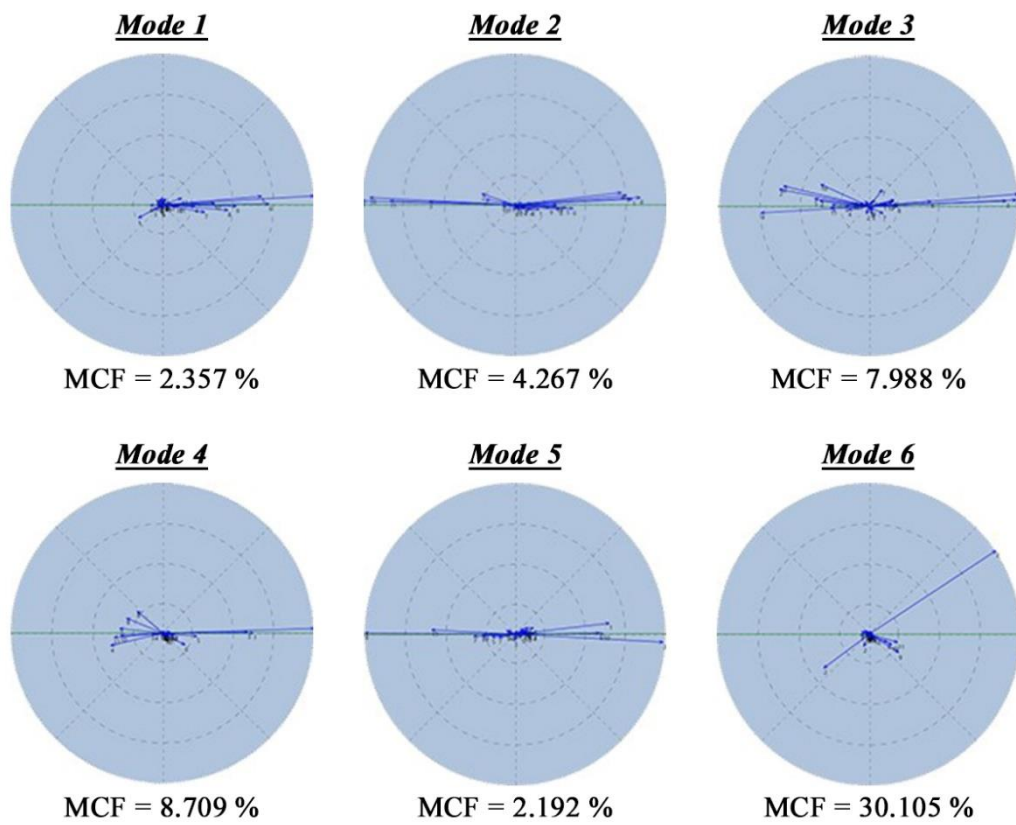 Mode 1
Mode 2
Mode 3
MCF = 2.357 %
MCF = 4.267 %
MCF = 7.988 %
Mode 4
Mode 5
Mode 6
MCF = 8.709 %
MCF = 2.192 %
MCF = 30.105 %